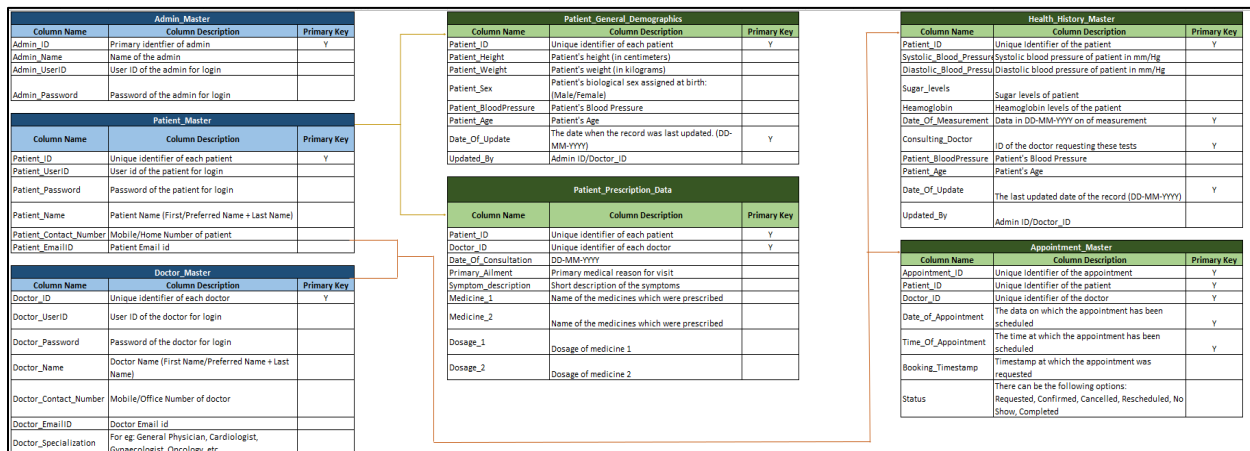 Admin_Master
Column Name Column Description Primary Key
Admin_ID Primary identfier of admin Y
Admin_Name Name of the admin
Admin_UserID User ID of the admin for login
Admin_Password Password of the admin for login
Patient_Master
Column Name Column Description Primary Key
Patient_ID Unique identifier of each patient Y
Patient_UserID User id of the patient for login
Patient_Password Password of the patient for login
Patient_Name Patient Name (First/Preferred Name + Last Name)
Patient_Contact_Number Mobile/Home Number of patient
Patient_EmailID Patient Email id
Doctor_Master
Column Name Column Description Primary Key
Doctor_ID Unique identifier of each doctor Y
Doctor_UserID User ID of the doctor for login
Doctor_Password Password of the doctor for login
Doctor_Name Doctor Name (First Name/Preferred Name + Last
Name)
Doctor_Contact_Number Mobile/Office Number of doctor
Doctor_EmailID Doctor Email id
Doctor_Specialization For eg: General Physician, Cardiologist,
Gynaecologist, Oncology, etc
Patient_General_Demographics
Column Name Column Description Primary Key
Patient_ID Unique identifier of each patient Y
Patient_Height Patient's height (in centimeters)
Patient_Weight Patient's weight (in kilograms)
Patient_Sex Patient's biological sex assigned at birth:
(Male/Female)
Patient_BloodPressure Patient's Blood Pressure
Patient_Age Patient's Age
Date_Of_Update The date when the record was last updated. (DD-
MM-YYYY) Y
Updated_By Admin ID/Doctor_ID
Patient_Prescription_Data
Column Name Column Description Primary Key
Patient_ID Unique identifier of each patient Y
Doctor_ID Unique identifier of each doctor Y
Date_Of_Consultation DD-MM-YYYY
Primary_Ailment Primary medical reason for visit
Symptom_description Short description of the symptoms
Medicine_1 Name of the medicines which were prescribed
Medicine_2 Name of the medicines which were prescribed
Dosage_1 Dosage of medicine 1
Dosage_2 Dosage of medicine 2
Health_History_Master
Column Name Column Description Primary Key
Patient_ID Unique Identifier of the patient Y
Systolic_Blood_Pressure Systolic blood pressure of patient in mm/Hg
Diastolic_Blood_Pressu Diastolic blood pressure of patient in mm/Hg
Sugar_levels Sugar levels of patient
Heamoglobin Heamoglobin levels of the patient
Date_Of_Measurement Data in DD-MM-YYYY on of measurement Y
Consulting_Doctor ID of the doctor requesting these tests Y
Patient_BloodPressure Patient's Blood Pressure
Patient_Age Patient's Age
Date_Of_Update The last updated date of the record (DD-MM-YYYY) Y
Updated_By Admin ID/Doctor_ID
Appointment_Master
Column Name Column Description Primary Key
Appointment_ID Unique Identifier of the appointment Y
Patient_ID Unique Identifier of the patient Y
Doctor_ID Unique Identifier of the doctor Y
Date_of_Appointment The data on which the appointment has been
scheduled Y
Time_Of_Appointment The time at which the appointment has been
scheduled Y
Booking_Timestamp Timestamp at which the appointment was
requested
Status There can be the following options:
Requested, Confirmed, Cancelled, Rescheduled, No
Show, Completed